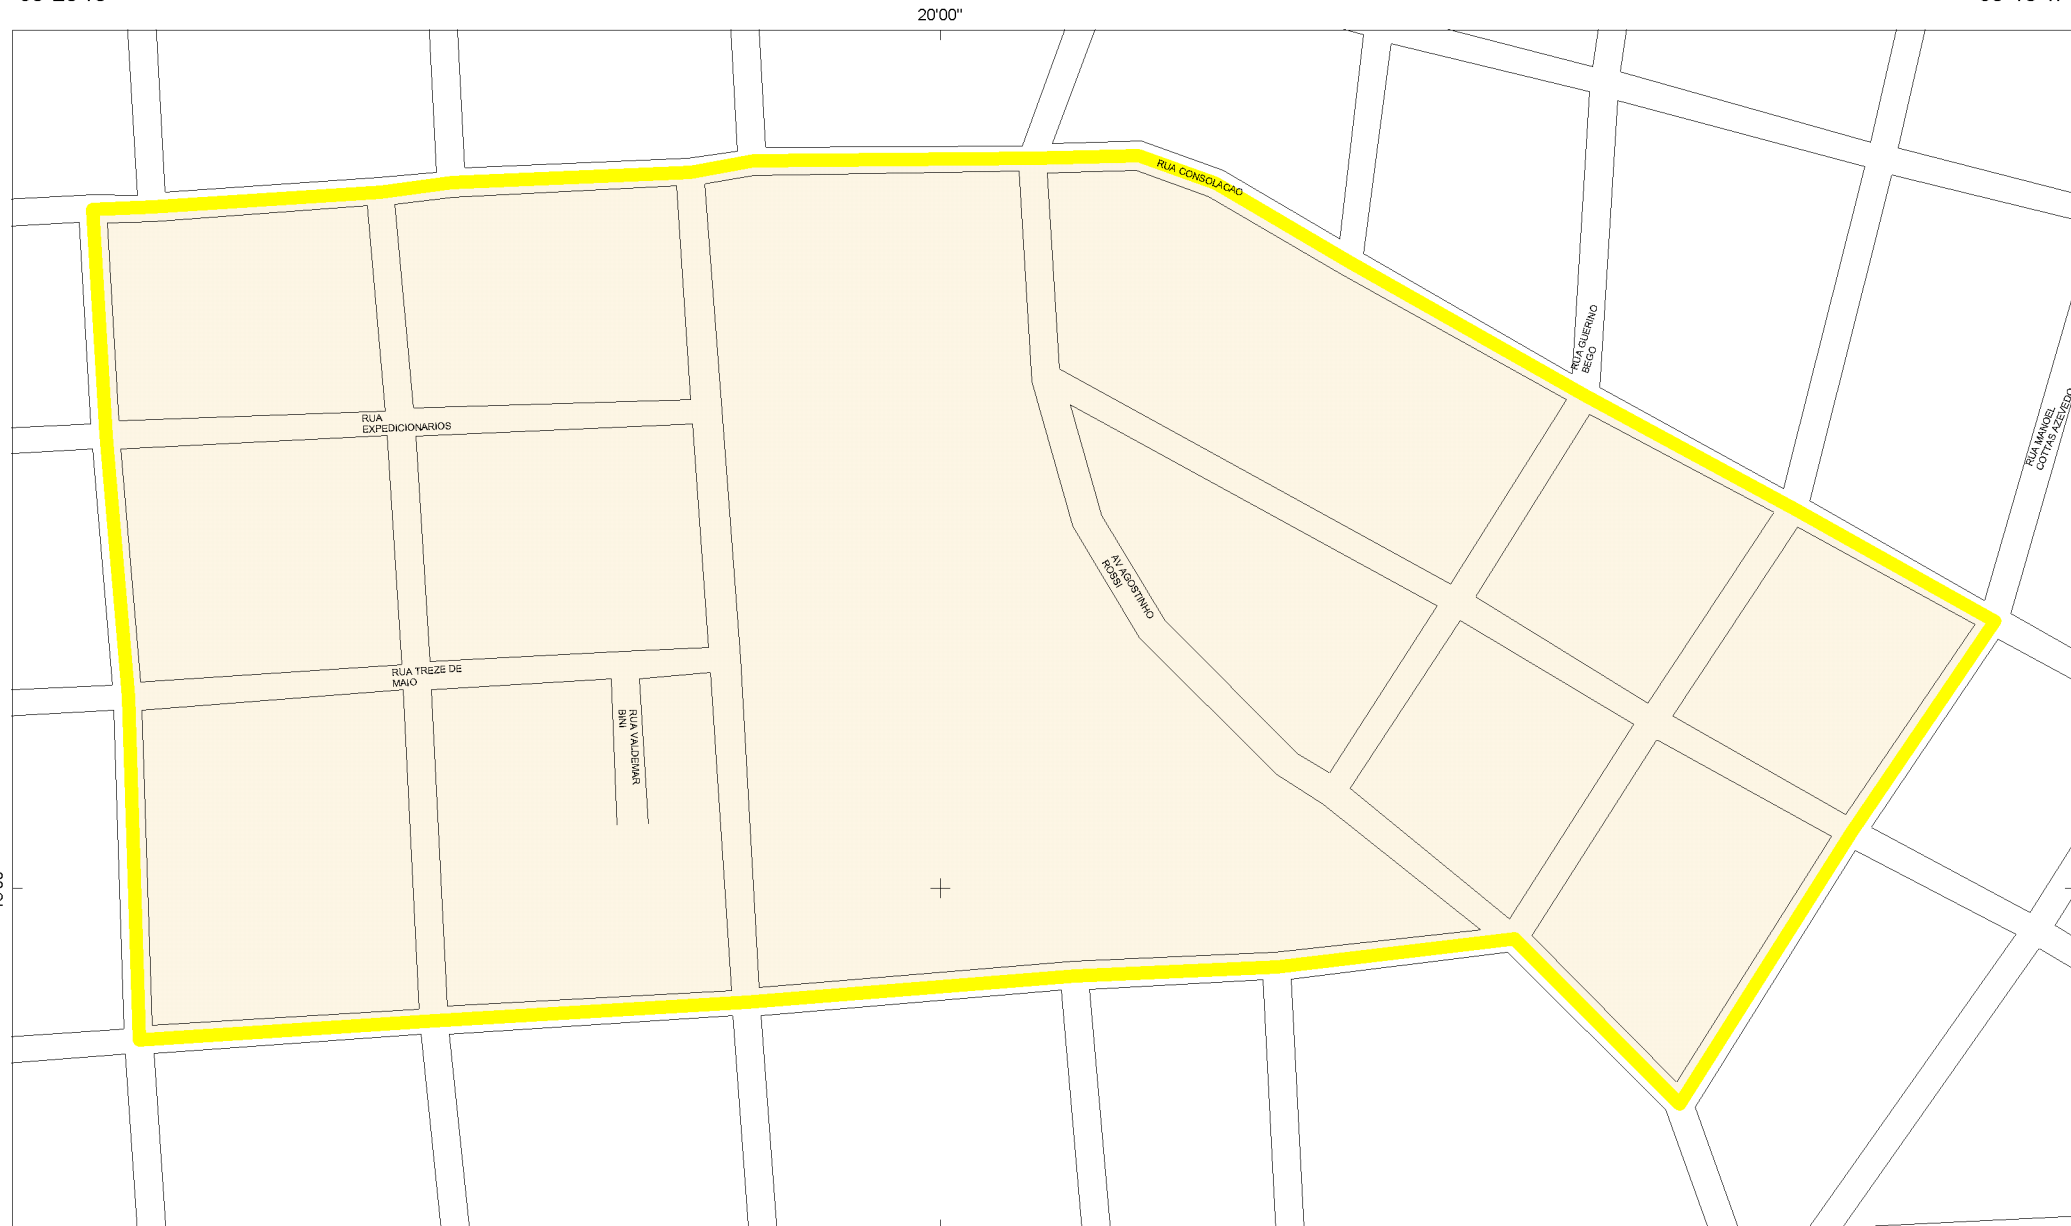 20'00"
RUA CONSOLACAO
RUA GUERINO
BEGO
RUA MANOEL
COTTAS AZEVEDO
RUA
EXPEDICIONARIOS
AV AGOSTINHO
ROSSI
RUA TREZE DE
MAIO
RUA VALDEMAR
BINI